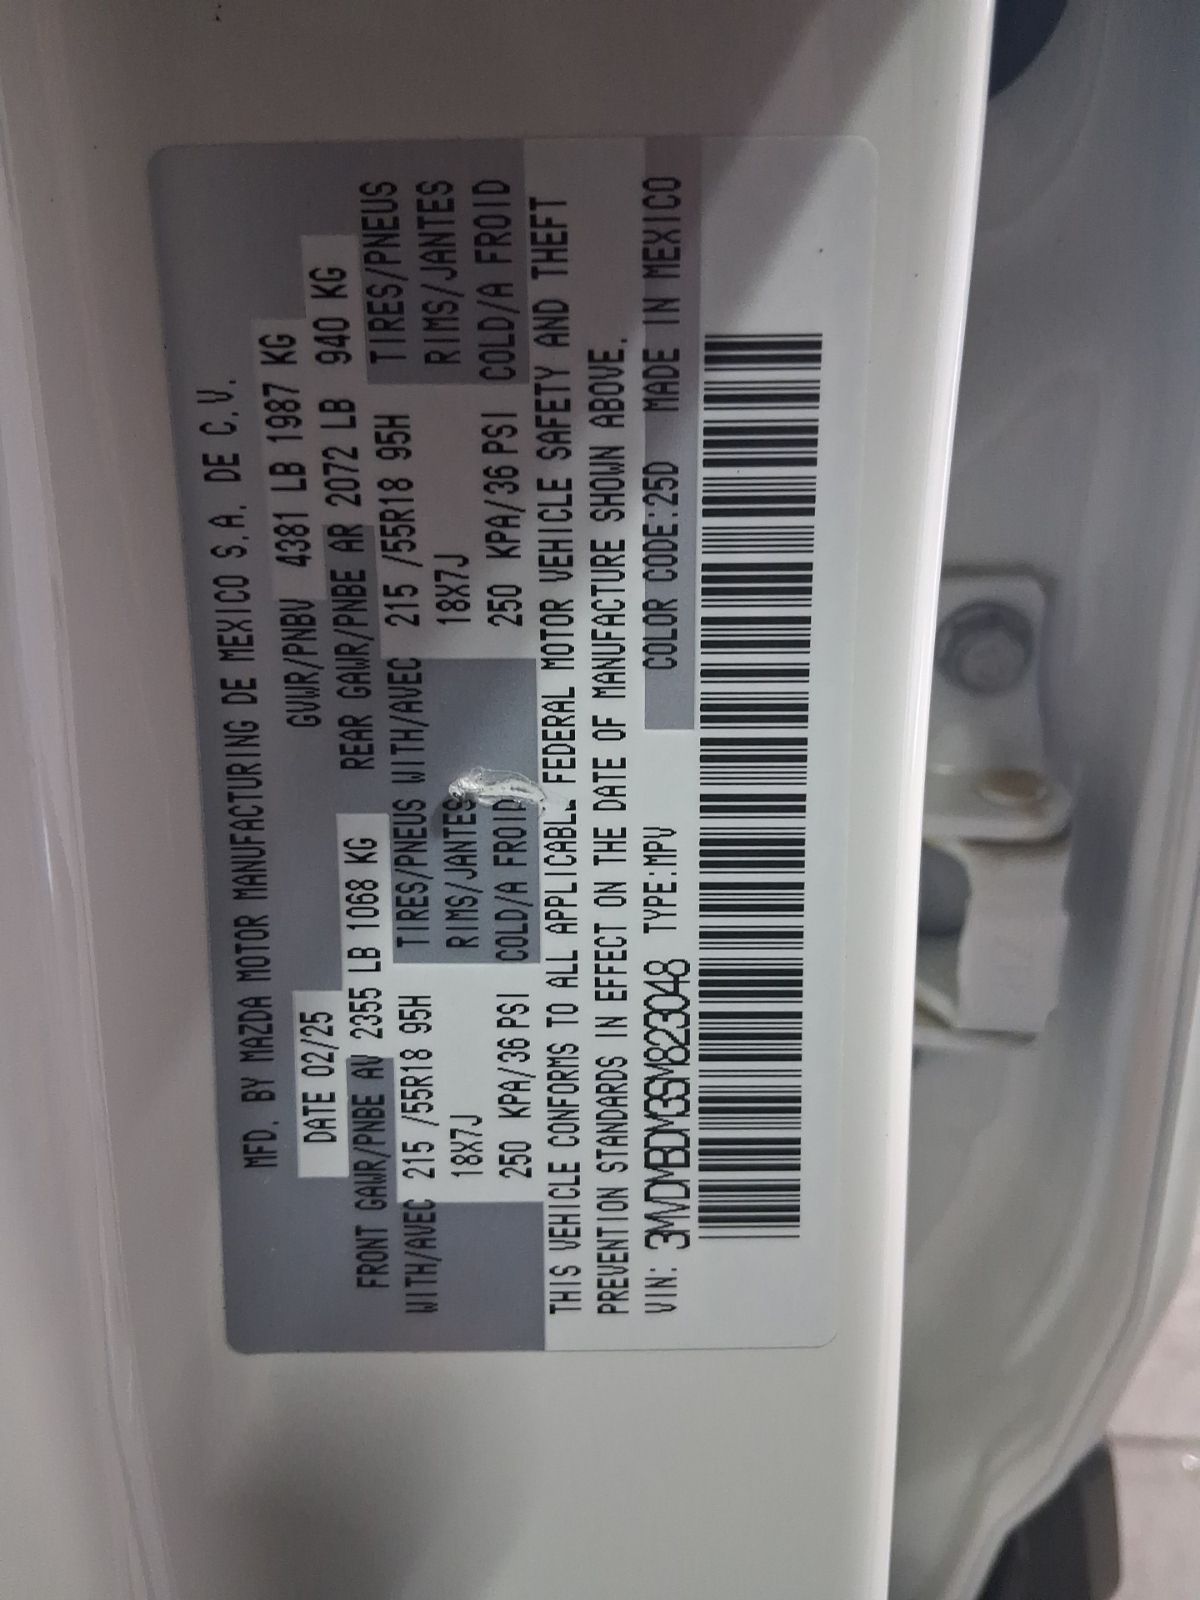 MFD. BY MAZDA MOTOR MANUFACTURING DE MEXICO S.A. DE C.V.
DATE 02/25 GVWR/PNBV 4381 LB 1987 KG
FRONT GAWR/PNBE AV 2355 LB 1068 KG REAR GAWR/PNBE AR 2072 LB 940 KG
WITH/AVEC 215 /55R18 95H TIRES/PNEUS WITH/AVEC 215 /55R18 95H TIRES/PNEUS
18X7J RIMS/JANTES 18X7J RIMS/JANTES
250 KPA/36 PSI COLD/A FROID 250 KPA/36 PSI COLD/A FROID
THIS VEHICLE CONFORMS TO ALL APPLICABLE FEDERAL MOTOR VEHICLE SAFETY AND THEFT
PREVENTION STANDARDS IN EFFECT ON THE DATE OF MANUFACTURE SHOWN ABOVE.
VIN: 3MVDMBDM3SM823048 TYPE:MPV COLOR CODE:25D MADE IN MEXICO